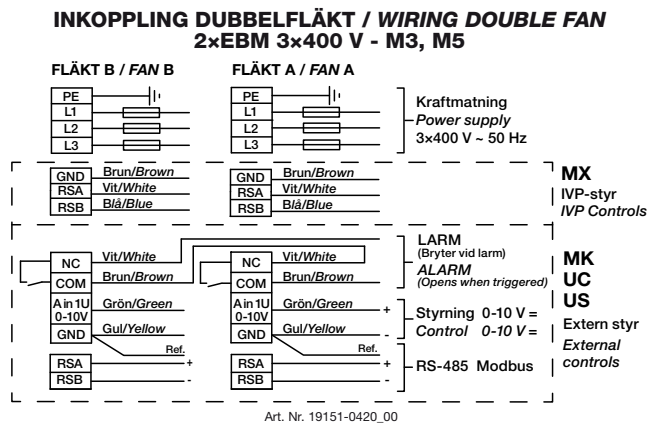 INKOPPLING DUBBELFLÄKT / WIRING DOUBLE FAN
2×EBM 3×400 V - M3, M5
FLÄKT B / FAN B
FLÄKT A / FAN A
PE
L1
L2
L3
PE
L1
L2
L3
Kraftmatning
Power supply
3×400 V ~ 50 Hz
GND Brun/Brown
RSA Vit/White
RSB Blå/Blue
GND Brun/Brown
RSA Vit/White
RSB Blå/Blue
MX
IVP-styr
IVP Controls
NC Vit/White
COM Brun/Brown
A in 1U Grön/Green
0-10V
GND Gul/Yellow
Ref.
RSA +
RSB -
NC Vit/White
COM Brun/Brown
A in 1U Grön/Green +
0-10V
GND Gul/Yellow -
Ref.
RSA +
RSB -
LARM
(Bryter vid larm)
ALARM
(Opens when triggered)
Styrning 0-10 V =
Control 0-10 V =
RS-485 Modbus
MK
UC
US
Extern styr
External
controls
Art. Nr. 19151-0420_00